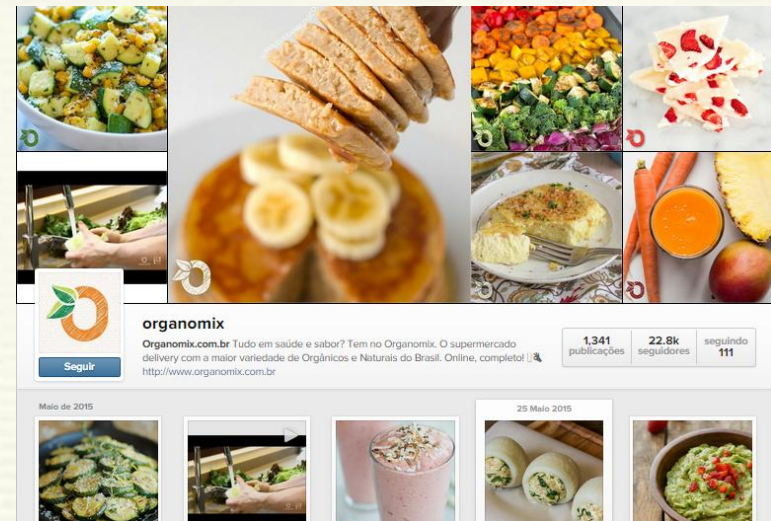 organomix
Organomix.com.br Tudo em saúde e sabor? Tem no Organomix. O supermercado
delivery com a maior variedade de Orgânicos e Naturais do Brasil. Online, completo!
http://www.organomix.com.br
1,341
publicações
22.8k
seguidores
seguindo
111
Seguir
Maio de 2015
25 Maio 2015